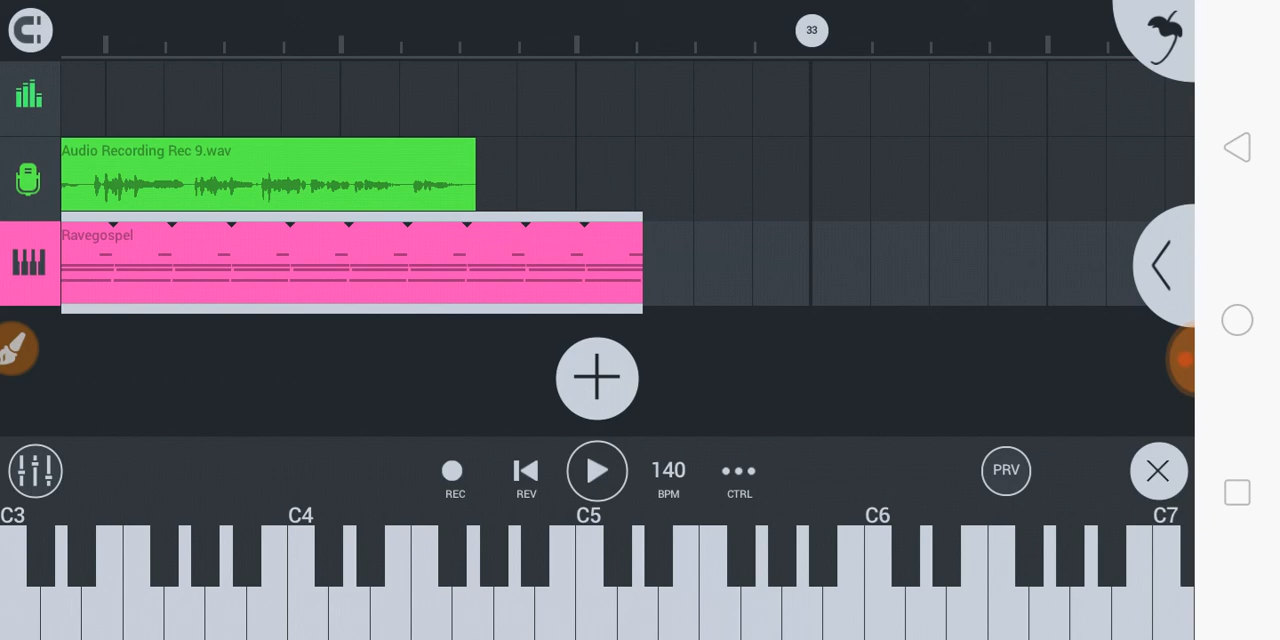 33
Audio Recording Rec 9.wav
Ravegospel
140
PRV
REC
REV
BPM
CTRL
C3
C4
C5
C6
C7